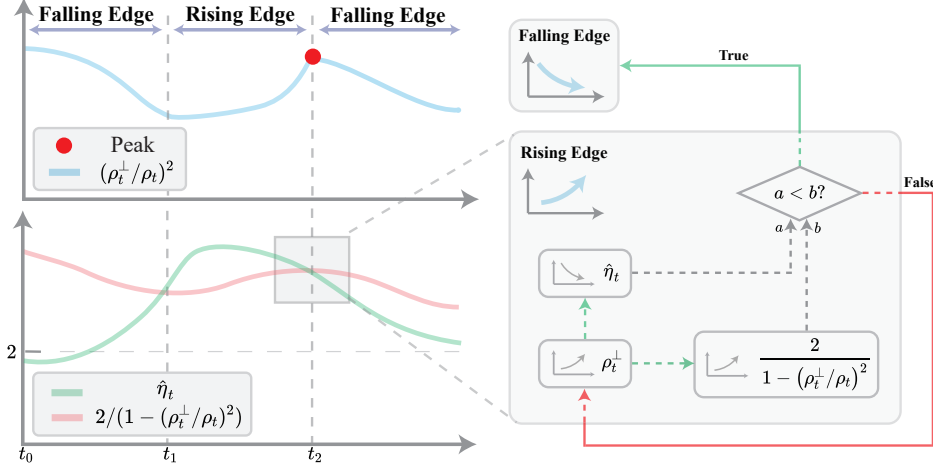 Falling Edge Rising Edge Falling Edge
Peak
(ρ_t^⊥/ρ_t)^2
2
η̂_t
2/(1 − (ρ_t^⊥/ρ_t)^2)
t_0 t_1 t_2
Falling Edge
True
Rising Edge
a < b?
False
a b
η̂_t
ρ_t^⊥
2
1 − (ρ_t^⊥/ρ_t)^2